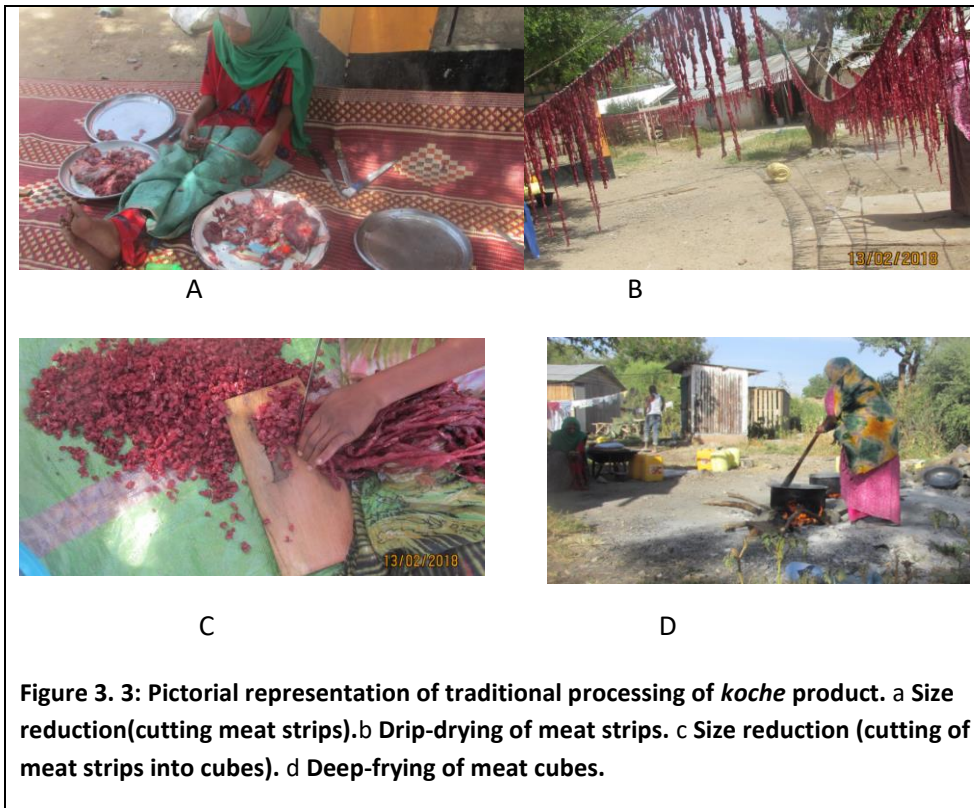 13/02/2018
A
B
13/02/2018
C
D
Figure 3. 3: Pictorial representation of traditional processing of koche product. a Size
reduction(cutting meat strips).b Drip-drying of meat strips. c Size reduction (cutting of
meat strips into cubes). d Deep-frying of meat cubes.